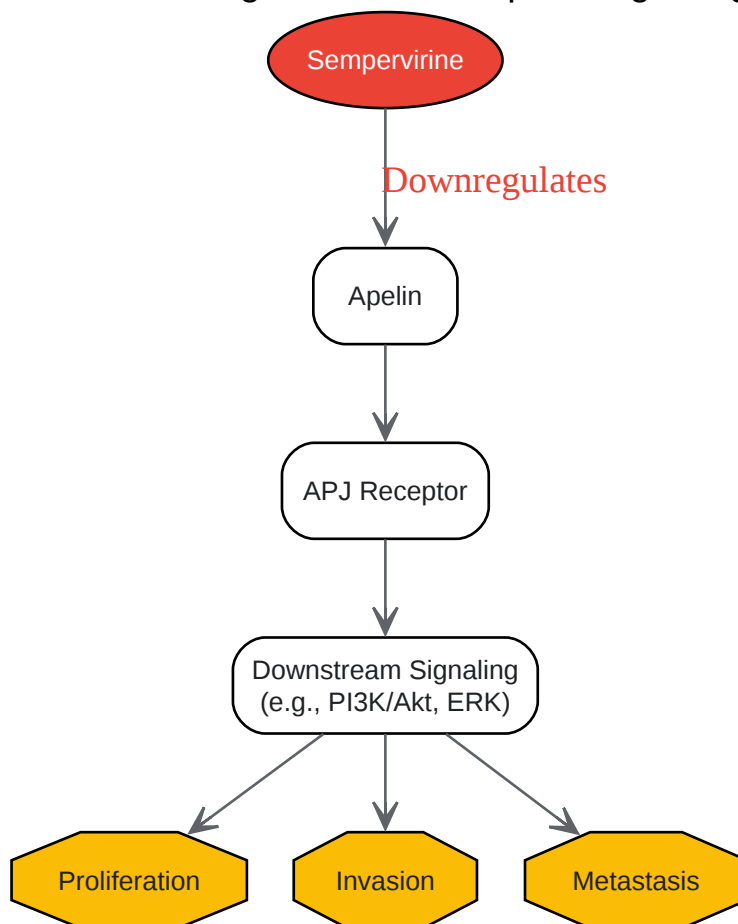 Sempervirine
Downregulates
Apelin
APJ Receptor
Downstream Signaling
(e.g., PI3K/Akt, ERK)
Proliferation
Invasion
Metastasis